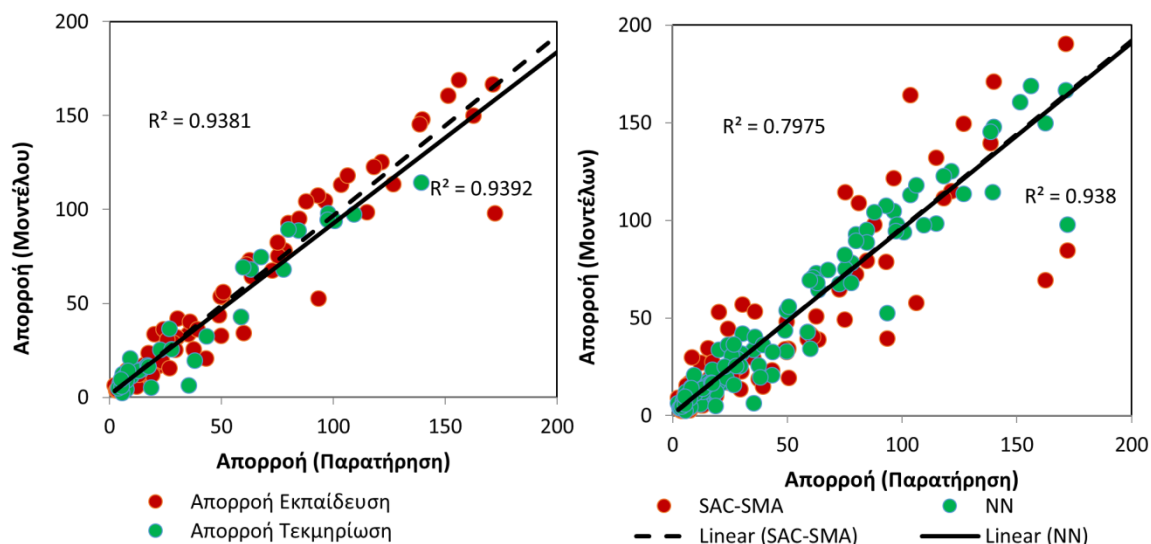 200
150
100
50
0
R² = 0.9381
R² = 0.9392
0 50 100 150 200
Απορροή (Μοντέλου)
Απορροή (Παρατήρηση)
Απορροή Εκπαίδευση
Απορροή Τεκμηρίωση
200
150
100
50
0
R² = 0.7975
R² = 0.938
0 50 100 150 200
Απορροή (Μοντέλων)
Απορροή (Παρατήρηση)
SAC-SMA NN
Linear (SAC-SMA) Linear (NN)